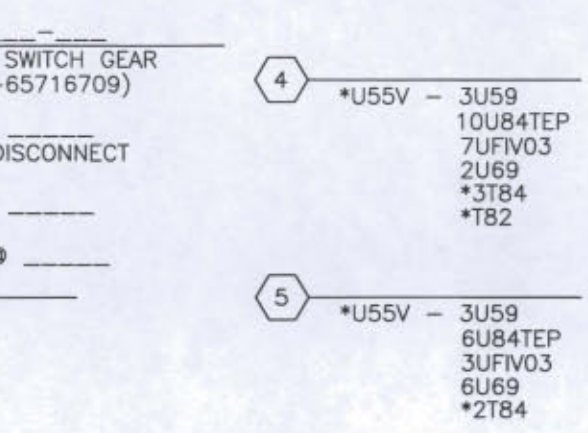 SWITCH GEAR
-65716709)
DISCONNECT
@
4
*U55V - 3U59
10U84TEP
7UFIV03
2U69
*3T84
*T82
5
*U55V - 3U59
6U84TEP
3UFIV03
6U69
*2T84